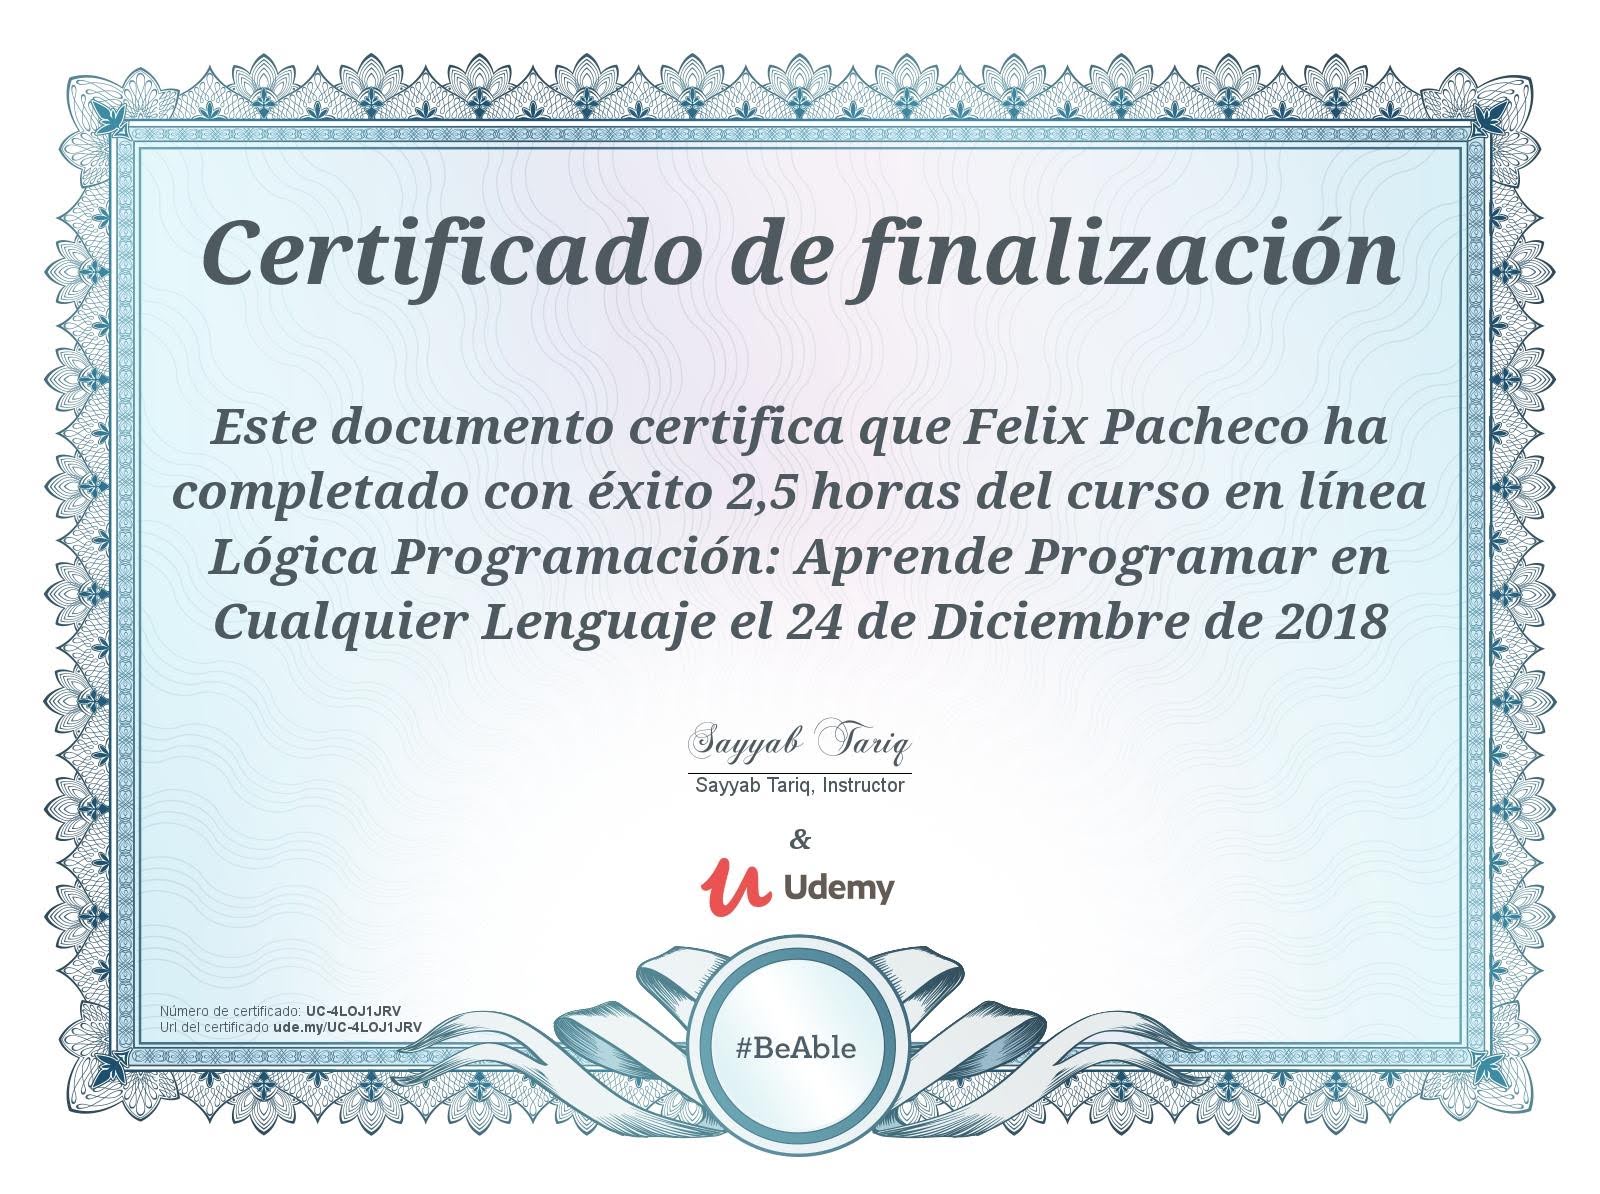 Certificado de finalización
Este documento certifica que Felix Pacheco ha
completado con éxito 2,5 horas del curso en línea
Lógica Programación: Aprende Programar en
Cualquier Lenguaje el 24 de Diciembre de 2018
Sayyab Tariq
Sayyab Tariq, Instructor
&
Udemy
Número de certificado: UC-4LOJ1JRV
Url del certificado ude.my/UC-4LOJ1JRV
#BeAble